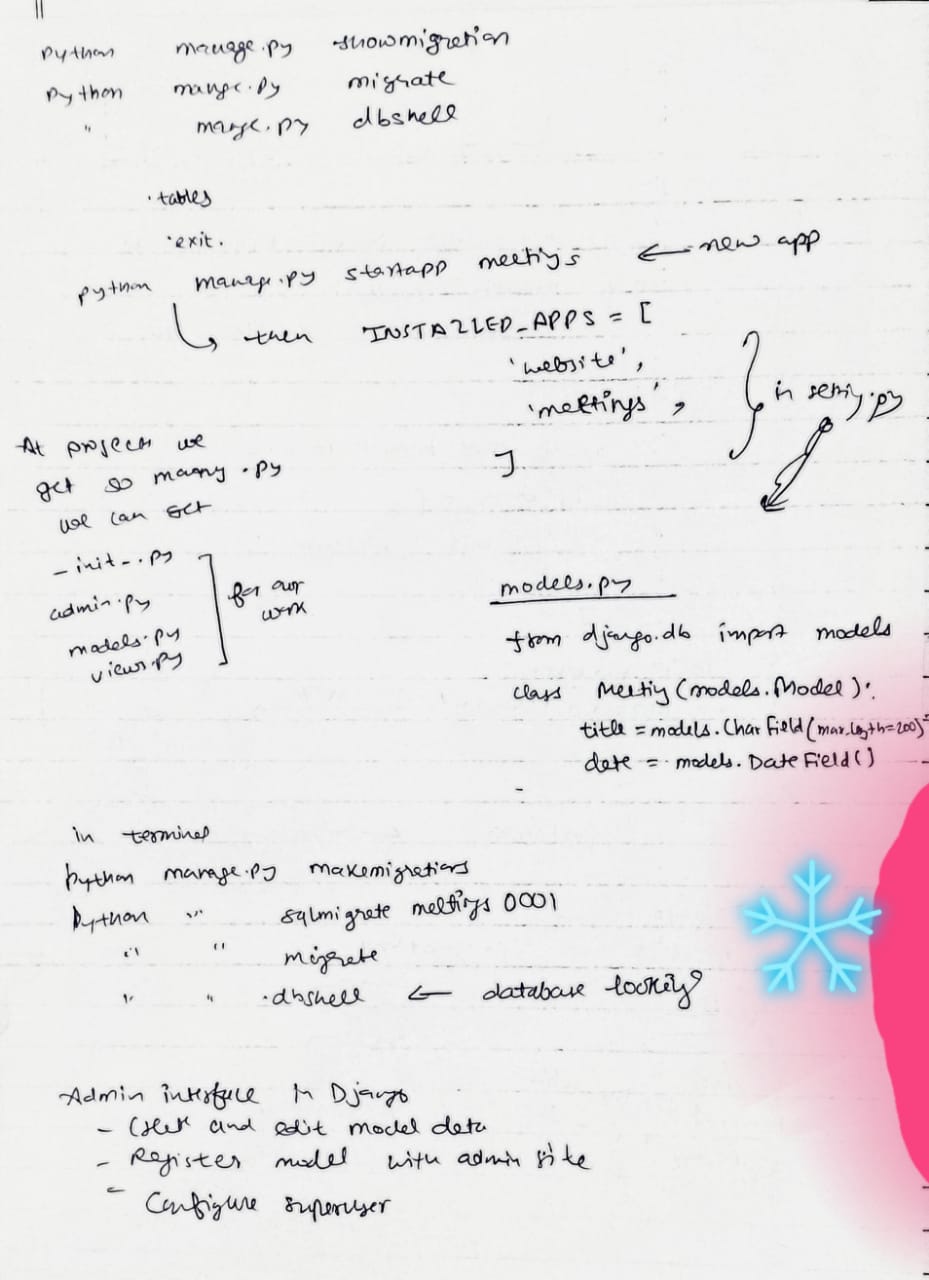 python manage.py showmigration
python manage.py migrate
" manage.py dbshell
.tables
.exit.
python manage.py startapp meetings ← new app
then INSTALLED_APPS = [
'website',
'meetings',
]
in setting.py
At project we
get so many .py
we can get
_init_.py
admin.py
models.py
views.py
for our
work
models.py
from django.db import models
class Meeting(models.Model):
title = models.CharField(max_length=200)
date = models.DateField()
in terminal
python manage.py makemigrations
python " sqlmigrate meetings 0001
" " migrate
" " .dbshell ← database looking
Admin interface in Django
- and edit model data
- Register model with admin site
- Configure superuser